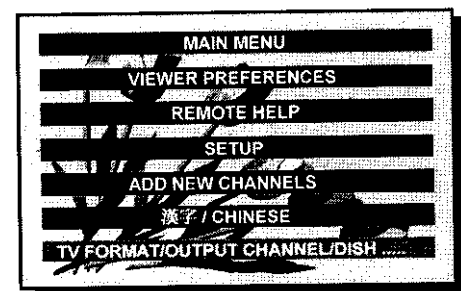 MAIN MENU
VIEWER PREFERENCES
REMOTE HELP
SETUP
ADD NEW CHANNELS
漢字 / CHINESE
TV FORMAT/OUTPUT CHANNEL/DISH .....